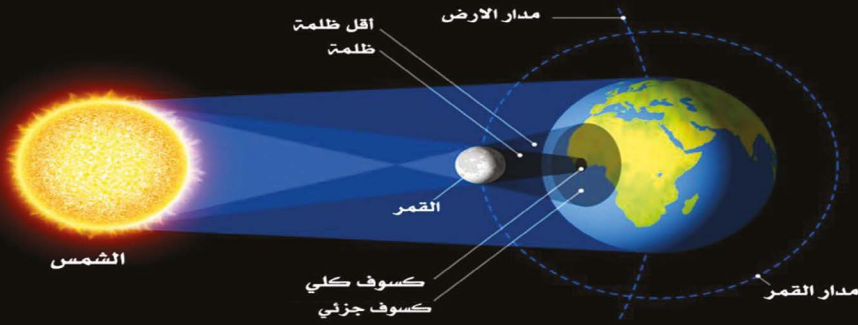 مدار الارض
أقل ظلمة
ظلمة
القمر
الشمس
كسوف كلي
كسوف جزئي
مدار القمر